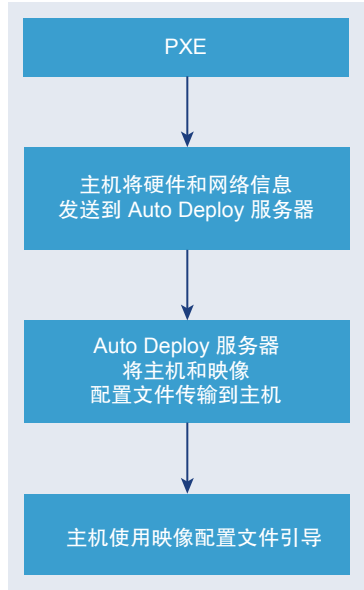 PXE
主机将硬件和网络信息
发送到 Auto Deploy 服务器
Auto Deploy 服务器
将主机和映像
配置文件传输到主机
主机使用映像配置文件引导